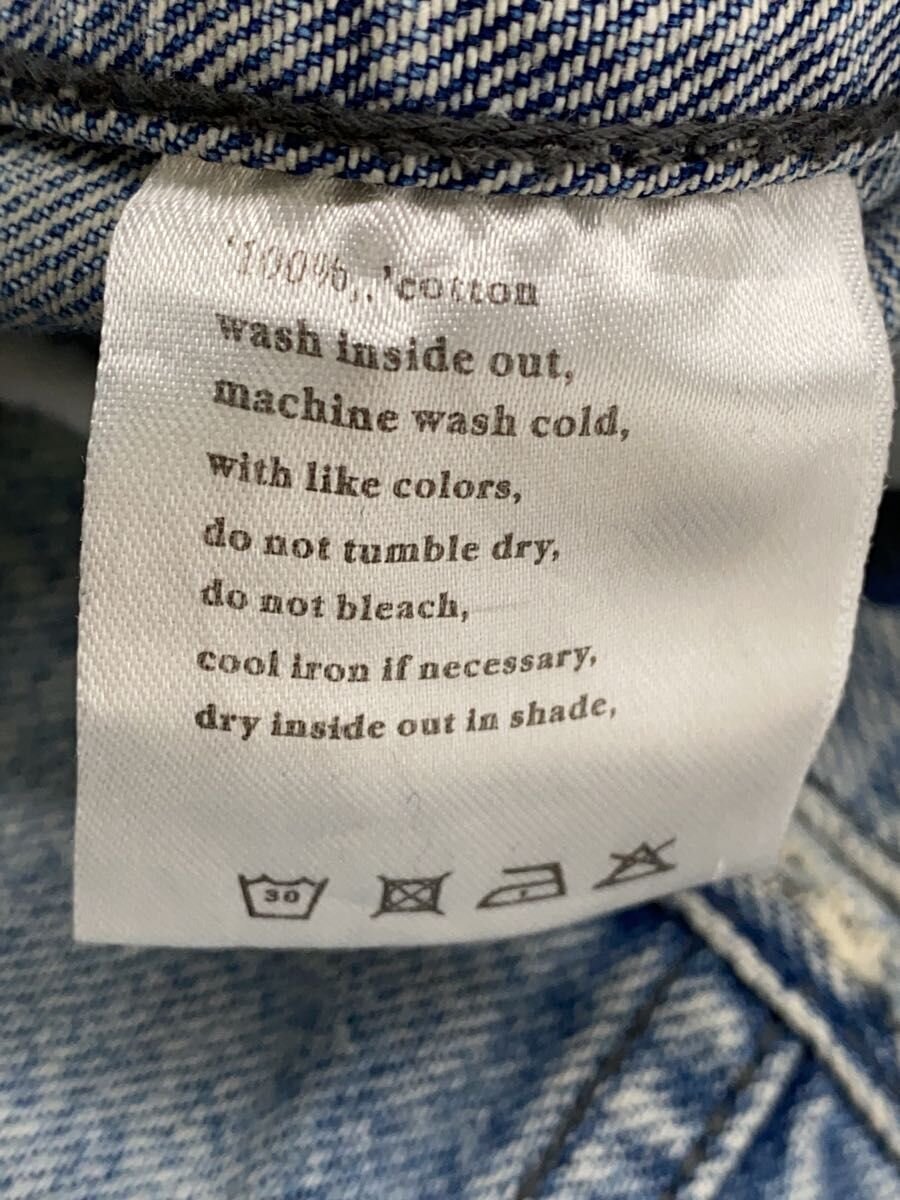 '100%,.'cotton
wash inside out,
machine wash cold,
with like colors,
do not tumble dry,
do not bleach,
cool iron if necessary,
dry inside out in shade,
30